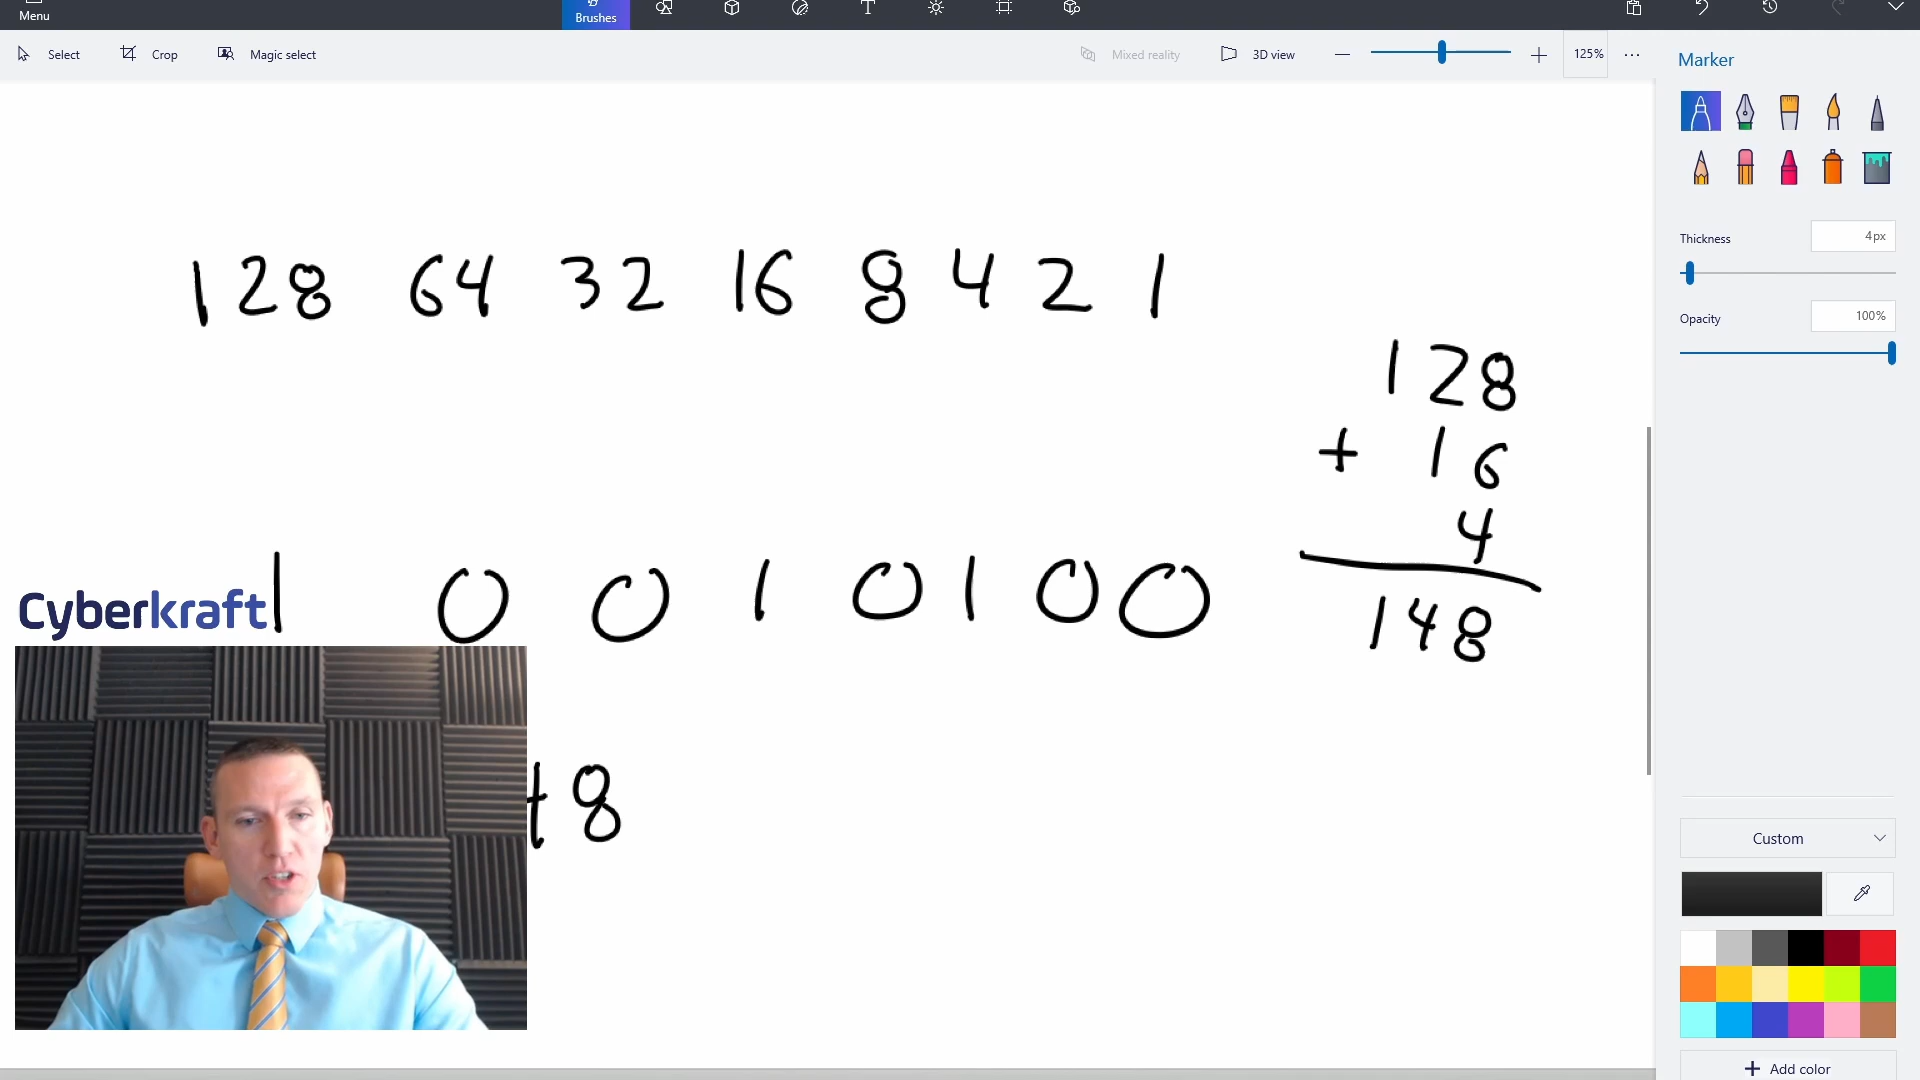 Menu
Brushes
Select Crop Magic select Mixed reality 3D view 125%
Marker
Thickness 4px
Opacity 100%
128 64 32 16 8 4 2 1
128
+ 16
4
148
1 0 0 1 0 1 0 0
Cyberkraft
8
Custom
Add color